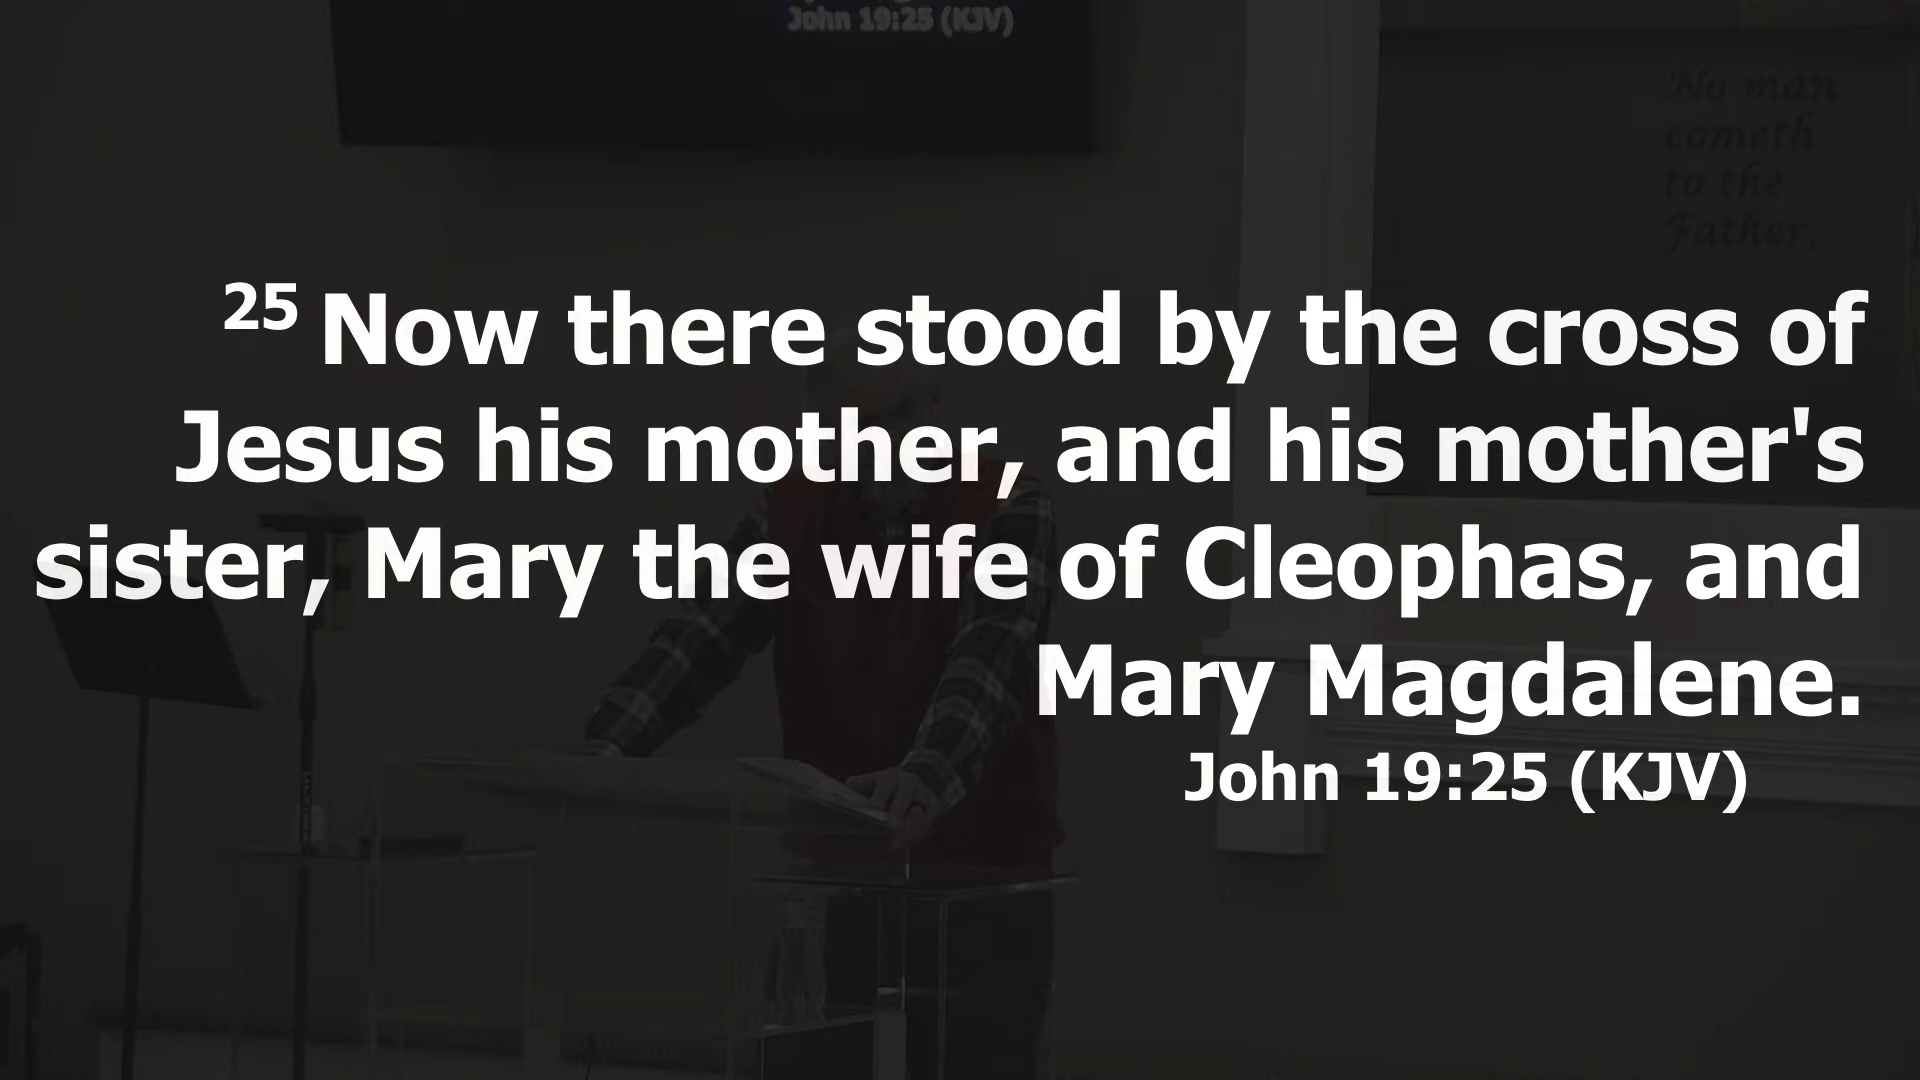 John 19:25 (KJV)
No man
cometh
to the
Father,
25 Now there stood by the cross of
Jesus his mother, and his mother's
sister, Mary the wife of Cleophas, and
Mary Magdalene.
John 19:25 (KJV)